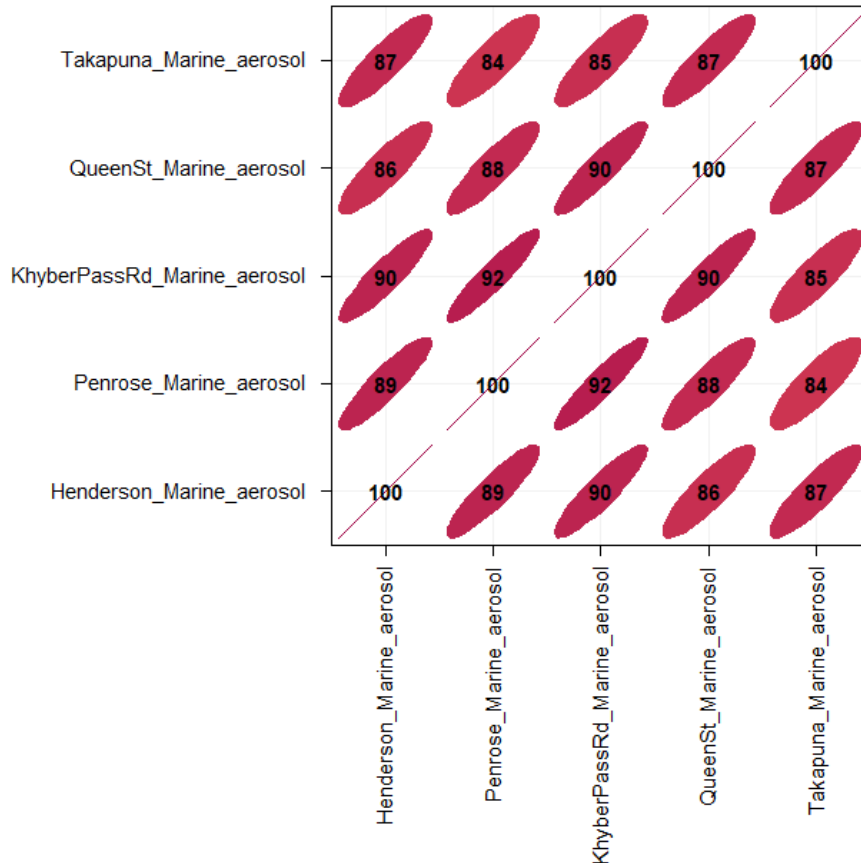 Takapuna_Marine_aerosol 87 84 85 87 100
QueenSt_Marine_aerosol 86 88 90 100 87
KhyberPassRd_Marine_aerosol 90 92 100 90 85
Penrose_Marine_aerosol 89 100 92 88 84
Henderson_Marine_aerosol 100 89 90 86 87
Henderson_Marine_aerosol
Penrose_Marine_aerosol
KhyberPassRd_Marine_aerosol
QueenSt_Marine_aerosol
Takapuna_Marine_aerosol